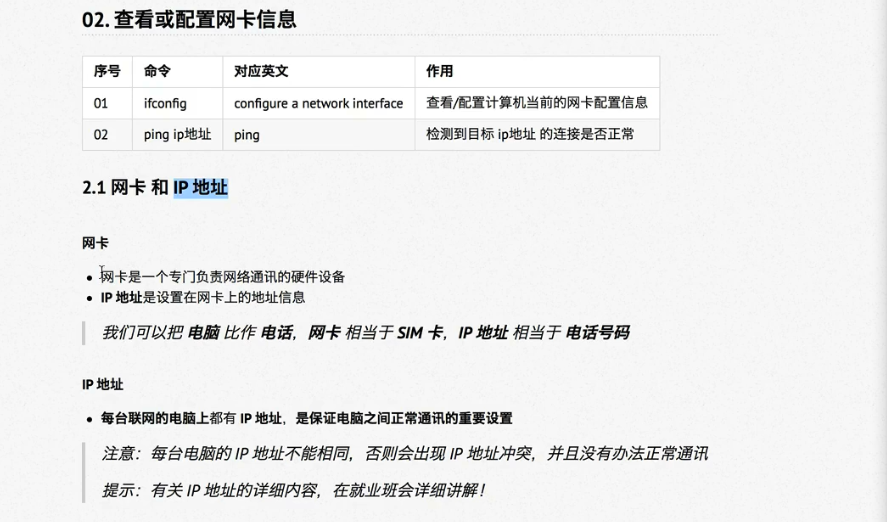 02. 查看或配置网卡信息
序号 命令 对应英文 作用
01 ifconfig configure a network interface 查看/配置计算机当前的网卡配置信息
02 ping ip地址 ping 检测到目标 ip地址 的连接是否正常
2.1 网卡 和 IP 地址
网卡
• 网卡是一个专门负责网络通讯的硬件设备
• IP 地址是设置在网卡上的地址信息
我们可以把 电脑 比作 电话，网卡 相当于 SIM 卡，IP 地址 相当于 电话号码
IP 地址
• 每台联网的电脑上都有 IP 地址，是保证电脑之间正常通讯的重要设置
注意：每台电脑的 IP 地址不能相同，否则会出现 IP 地址冲突，并且没有办法正常通讯
提示：有关 IP 地址的详细内容，在就业班会详细讲解！